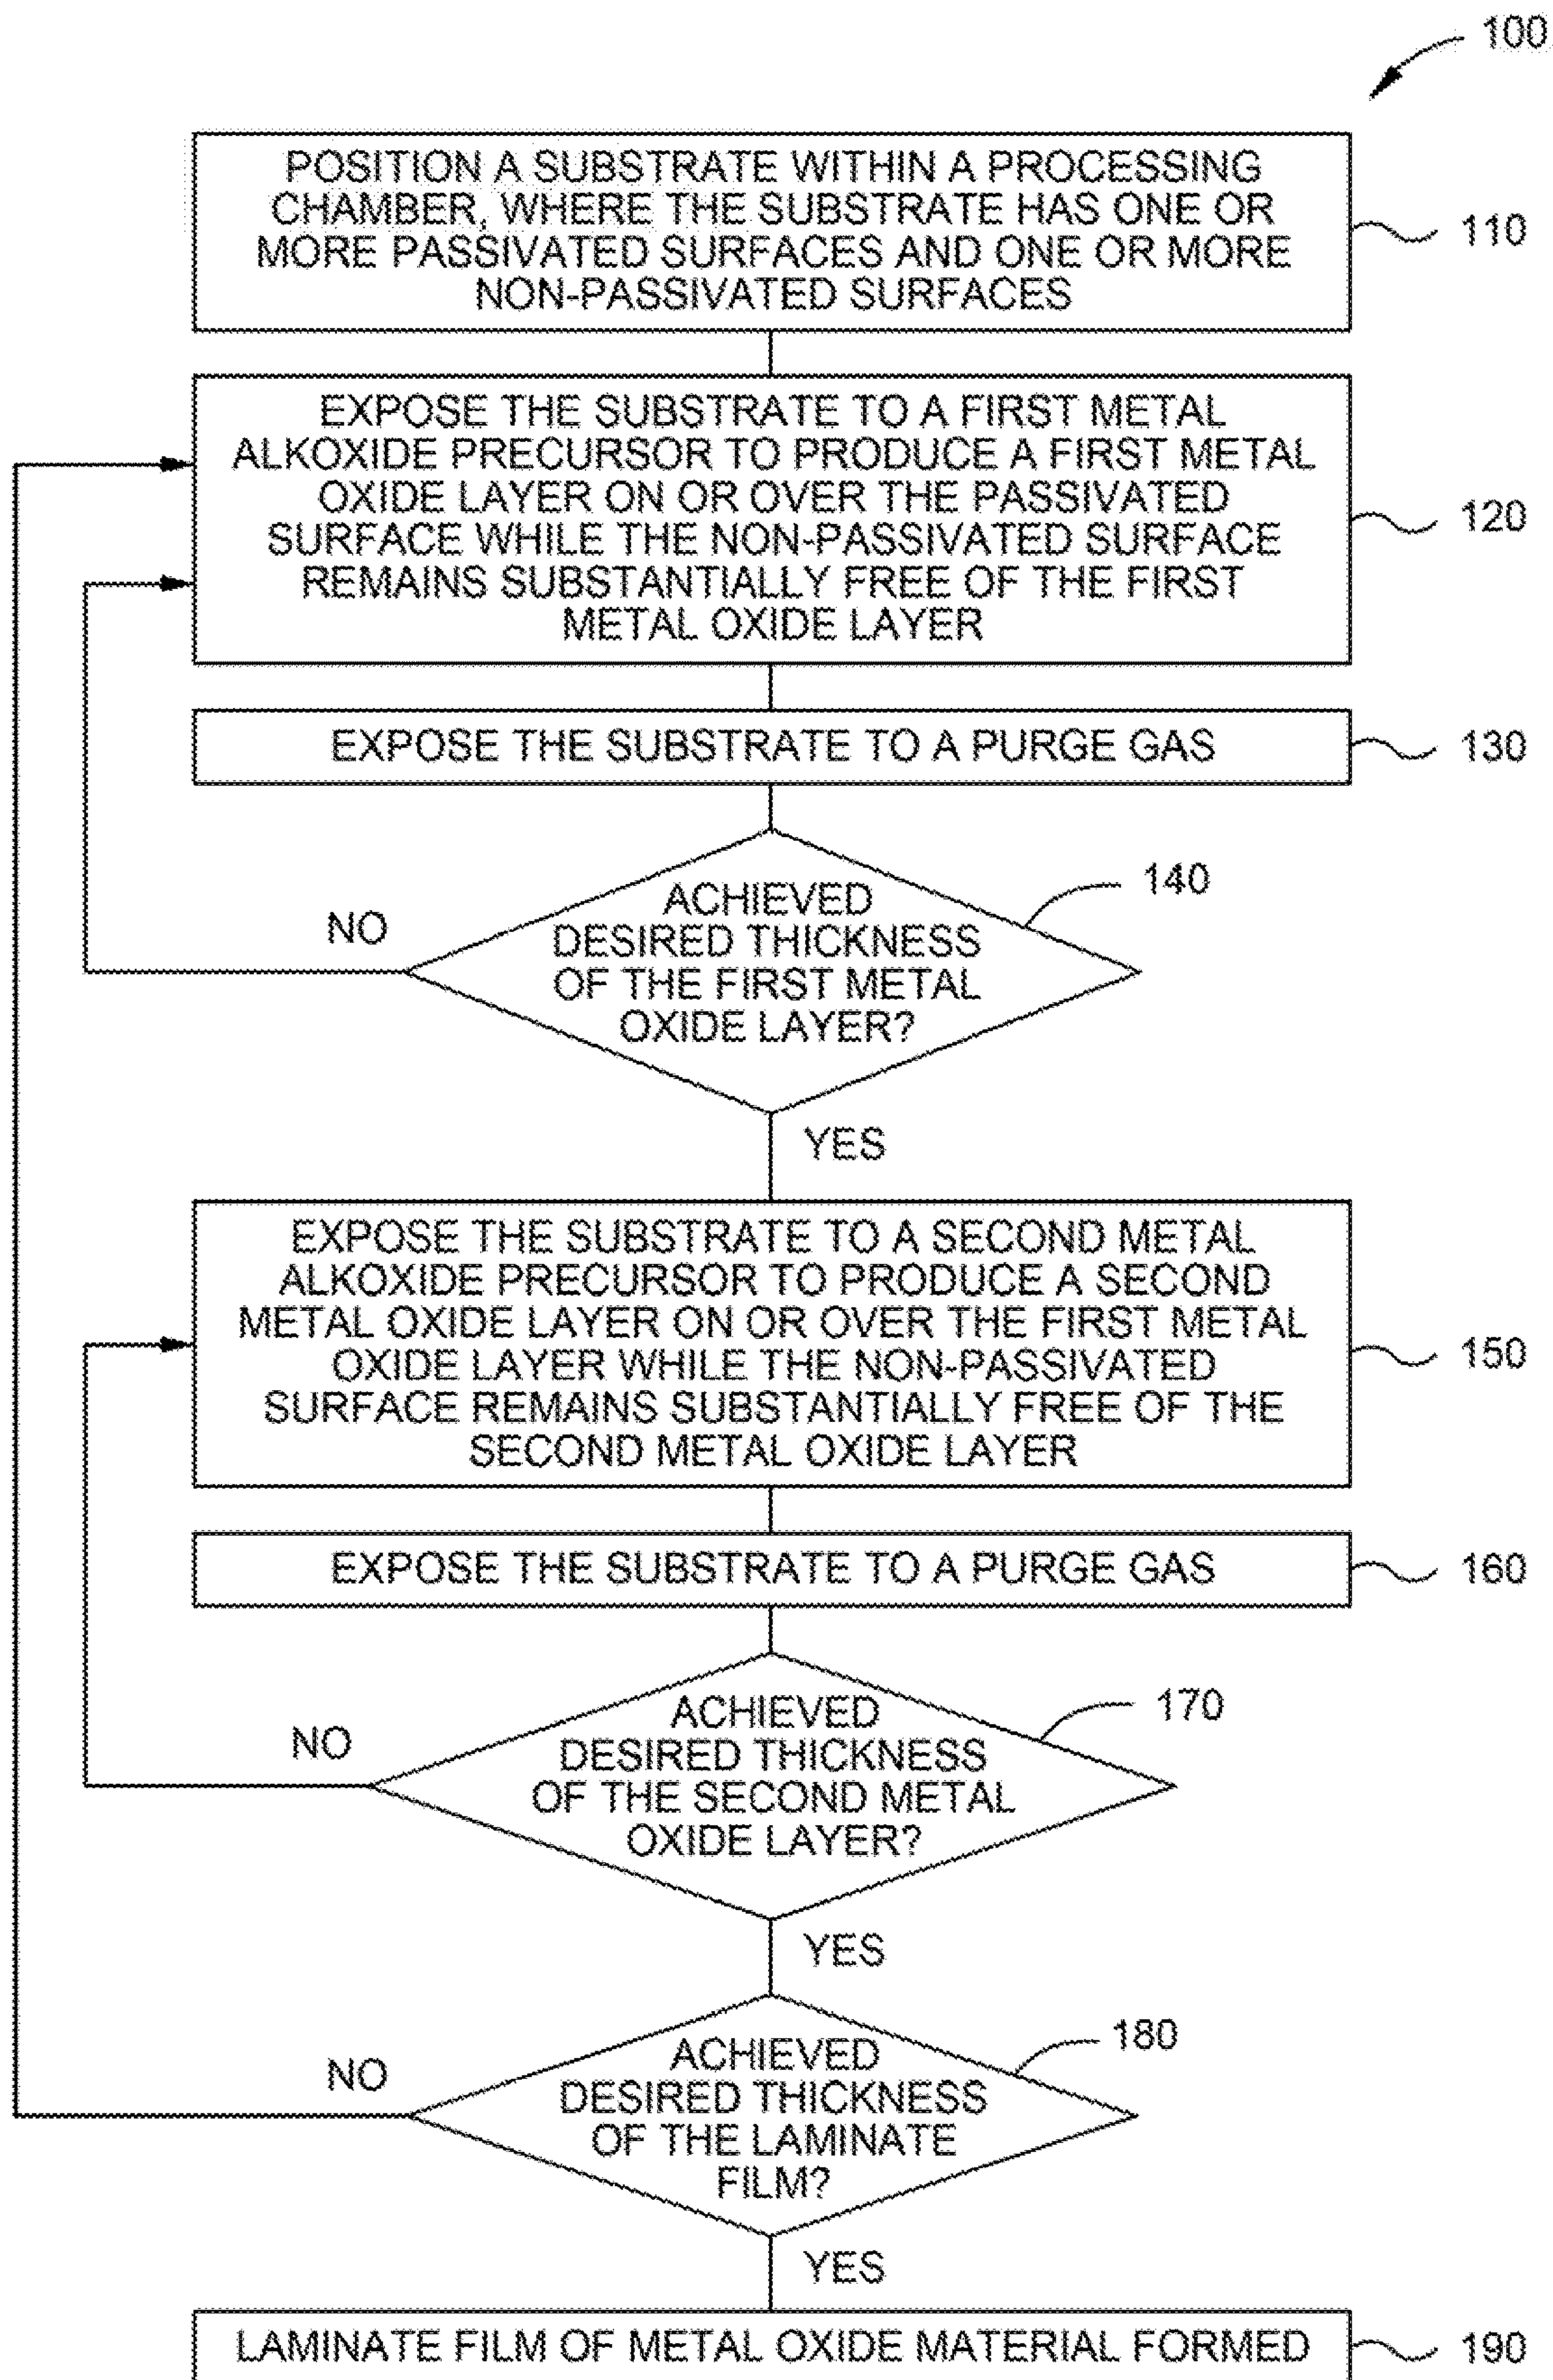 100
POSITION A SUBSTRATE WITHIN A PROCESSING
CHAMBER, WHERE THE SUBSTRATE HAS ONE OR
MORE PASSIVATED SURFACES AND ONE OR MORE
NON-PASSIVATED SURFACES
110
EXPOSE THE SUBSTRATE TO A FIRST METAL
ALKOXIDE PRECURSOR TO PRODUCE A FIRST METAL
OXIDE LAYER ON OR OVER THE PASSIVATED
SURFACE WHILE THE NON-PASSIVATED SURFACE
REMAINS SUBSTANTIALLY FREE OF THE FIRST
METAL OXIDE LAYER
120
EXPOSE THE SUBSTRATE TO A PURGE GAS
130
ACHIEVED
DESIRED THICKNESS
OF THE FIRST METAL
OXIDE LAYER?
140
NO
YES
EXPOSE THE SUBSTRATE TO A SECOND METAL
ALKOXIDE PRECURSOR TO PRODUCE A SECOND
METAL OXIDE LAYER ON OR OVER THE FIRST METAL
OXIDE LAYER WHILE THE NON-PASSIVATED
SURFACE REMAINS SUBSTANTIALLY FREE OF THE
SECOND METAL OXIDE LAYER
150
EXPOSE THE SUBSTRATE TO A PURGE GAS
160
ACHIEVED
DESIRED THICKNESS
OF THE SECOND METAL
OXIDE LAYER?
170
NO
YES
ACHIEVED
DESIRED THICKNESS
OF THE LAMINATE
FILM?
180
NO
YES
LAMINATE FILM OF METAL OXIDE MATERIAL FORMED
190